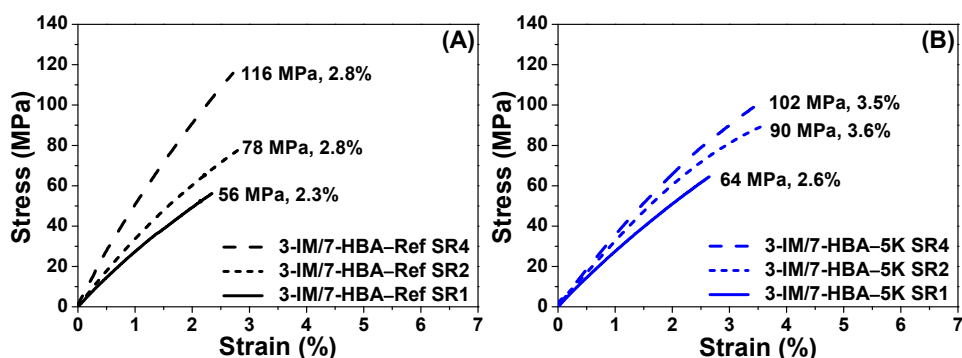 (A)
Stress (MPa)
140
120
100
80
60
40
20
0
116 MPa, 2.8%
78 MPa, 2.8%
56 MPa, 2.3%
3-IM/7-HBA–Ref SR4
3-IM/7-HBA–Ref SR2
3-IM/7-HBA–Ref SR1
0 1 2 3 4 5 6 7
Strain (%)
(B)
Stress (MPa)
140
120
100
80
60
40
20
0
102 MPa, 3.5%
90 MPa, 3.6%
64 MPa, 2.6%
3-IM/7-HBA–5K SR4
3-IM/7-HBA–5K SR2
3-IM/7-HBA–5K SR1
0 1 2 3 4 5 6 7
Strain (%)